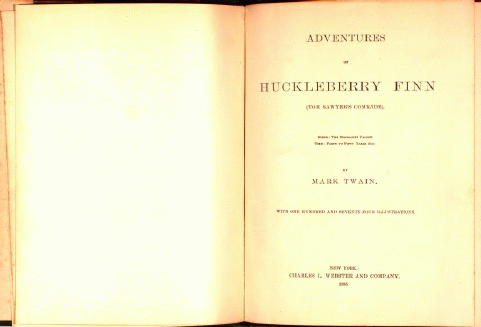 ADVENTURES
OF
HUCKLEBERRY FINN
(TOM SAWYER'S COMRADE).
SCENE: THE MISSISSIPPI VALLEY
TIME: FORTY TO FIFTY YEARS AGO
BY
MARK TWAIN.
WITH ONE HUNDRED AND SEVENTY-FOUR ILLUSTRATIONS.
NEW YORK:
CHARLES L. WEBSTER AND COMPANY.
1885